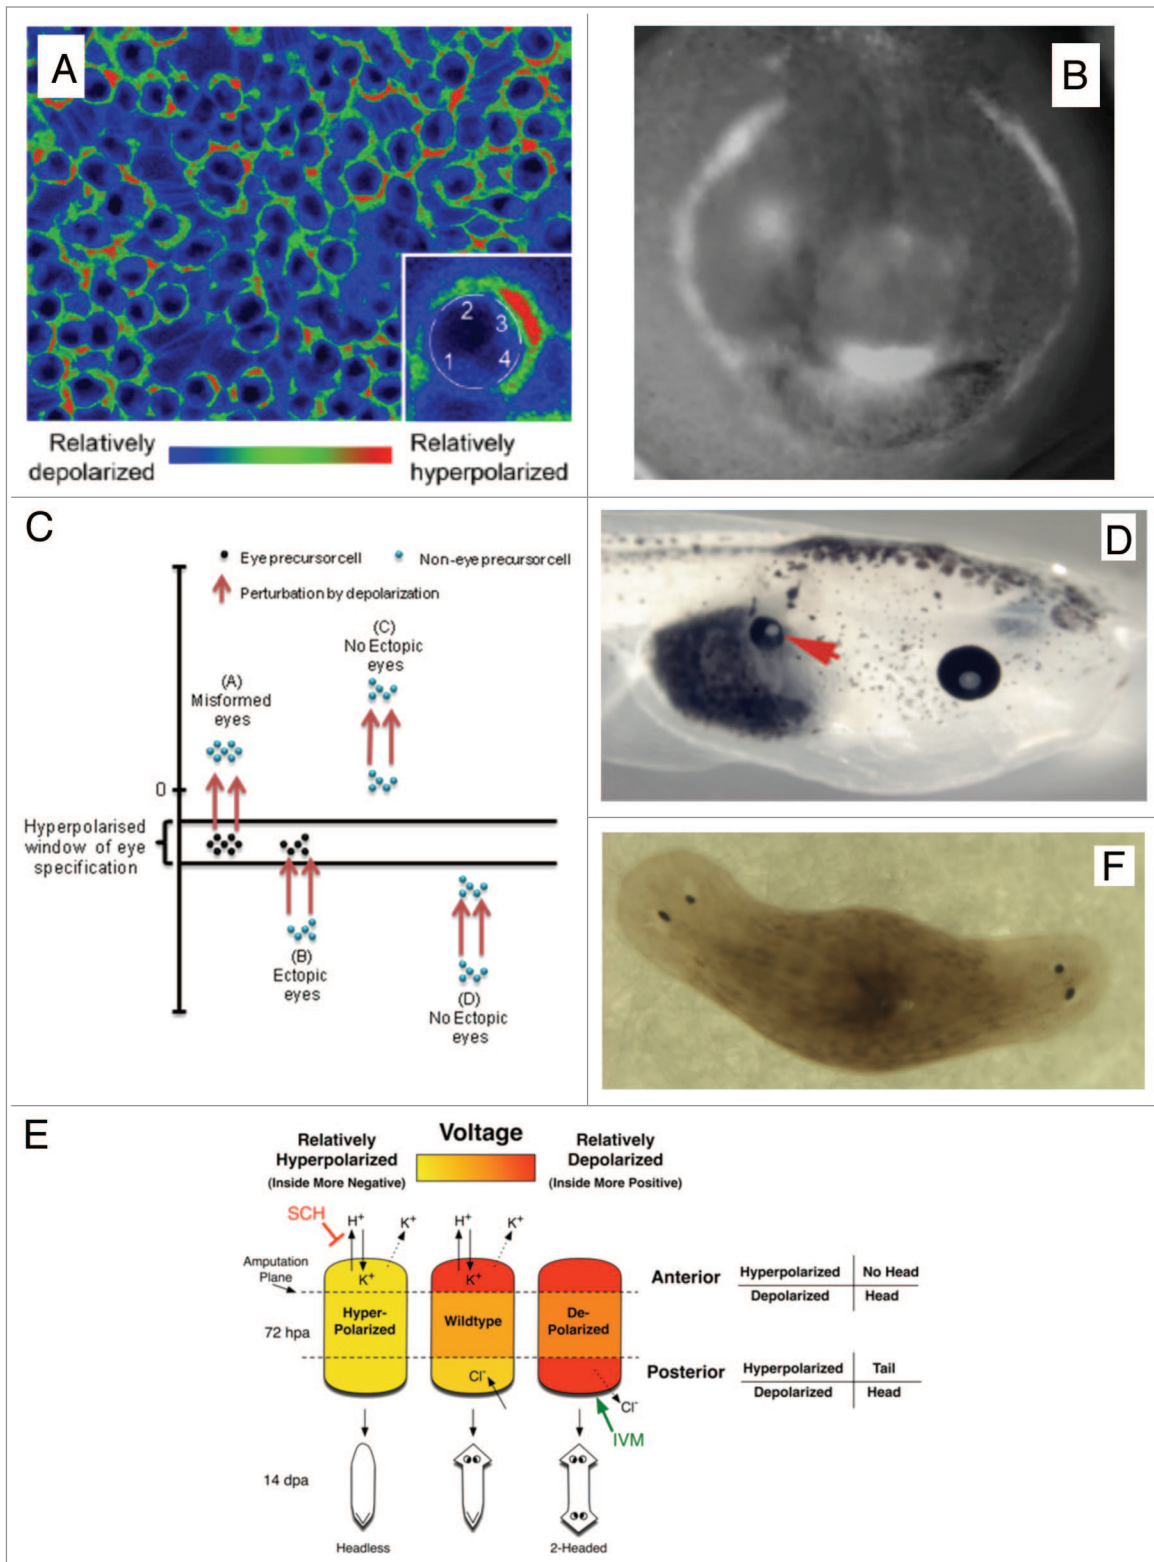 A
2
3
1
4
Relatively
depolarized
Relatively
hyperpolarized
B
C
Eye precursor cell
Non-eye precursor cell
Perturbation by depolarization
(C)
No Ectopic
eyes
(A)
Misformed
eyes
0
Hyperpolarised
window of eye
specification
(B)
Ectopic
eyes
(D)
No Ectopic
eyes
D
F
E
Relatively
Hyperpolarized
(Inside More Negative)
Voltage
Relatively
Depolarized
(Inside More Positive)
SCH
H+
K+
H+
K+
Amputation
Plane
K+
K+
Anterior
Hyperpolarized
No Head
Depolarized
Head
72 hpa
Hyper-
Polarized
Wildtype
De-
Polarized
Cl-
Posterior
Hyperpolarized
Tail
Depolarized
Head
Cl-
IVM
14 dpa
Headless
2-Headed